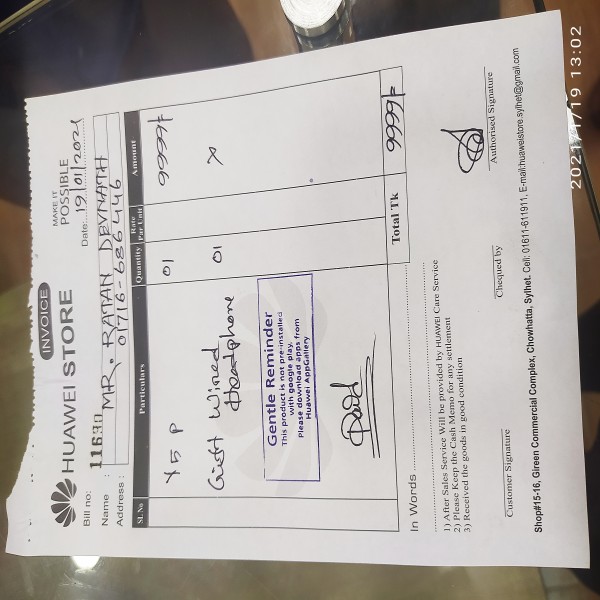 INVOICE
MAKE IT
POSSIBLE
HUAWEI STORE
Bill no: 11630
Date: 19/01/2021
Name : MR. RATAN DEVNATH
Address : 01716-686446
SL No Particulars Quantity Rate Per Unit Amount
Y5P 01 9999/=
Gift Wired 01 x
Headphone
Gentle Reminder
This product is not pre-installed
with google play.
Please download apps from
Huawei AppGallery
Paid
Total Tk 9999/=
In Words
1) After Sales Service Will be provided by HUAWEI Care Service
2) Please Keep the Cash Memo for any settlement
3) Received the goods in good condition
Customer Signature Chequed by Authorised Signature
Shop#15-16, Gireen Commercial Complex, Chowhatta, Sylhet. Cell: 01611-611911, E-mail:huaweistore.sylhet@gmail.com
2021/1/19 13:02